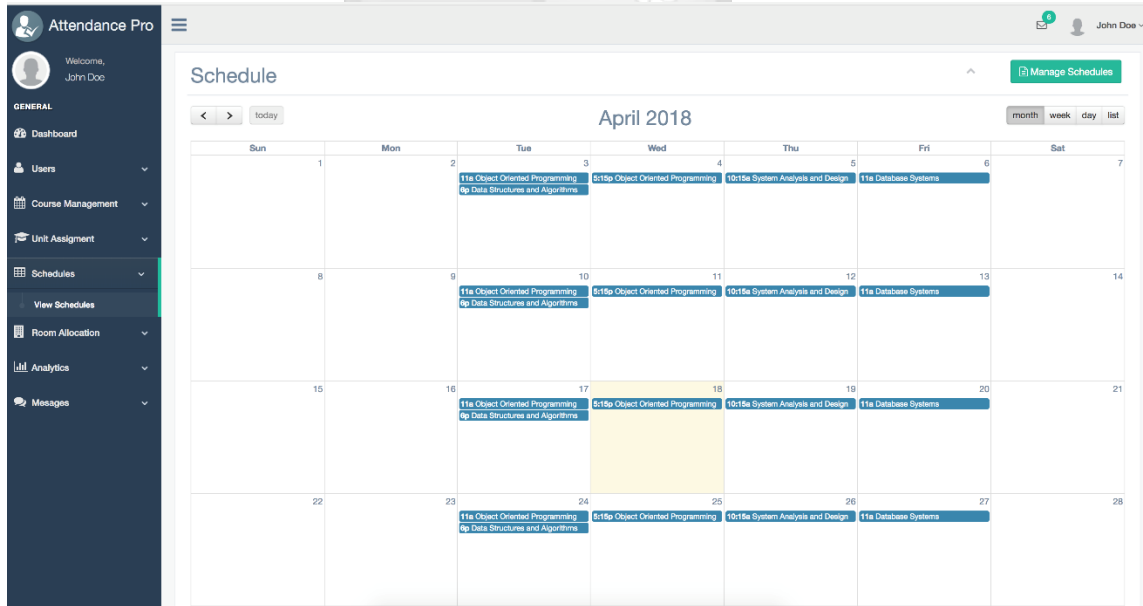 Attendance Pro
6
John Doe
Welcome,
John Doe
GENERAL
Dashboard
Users
Course Management
Unit Assigment
Schedules
View Schedules
Room Allocation
Analytics
Mesages
Schedule
Manage Schedules
today
April 2018
month week day list
Sun Mon Tue Wed Thu Fri Sat
1 2 3 4 5 6 7
11a Object Oriented Programming 5:15p Object Oriented Programming 10:15a System Analysis and Design 11a Database Systems
6p Data Structures and Algorithms
8 9 10 11 12 13 14
11a Object Oriented Programming 5:15p Object Oriented Programming 10:15a System Analysis and Design 11a Database Systems
6p Data Structures and Algorithms
15 16 17 18 19 20 21
11a Object Oriented Programming 5:15p Object Oriented Programming 10:15a System Analysis and Design 11a Database Systems
6p Data Structures and Algorithms
22 23 24 25 26 27 28
11a Object Oriented Programming 5:15p Object Oriented Programming 10:15a System Analysis and Design 11a Database Systems
6p Data Structures and Algorithms